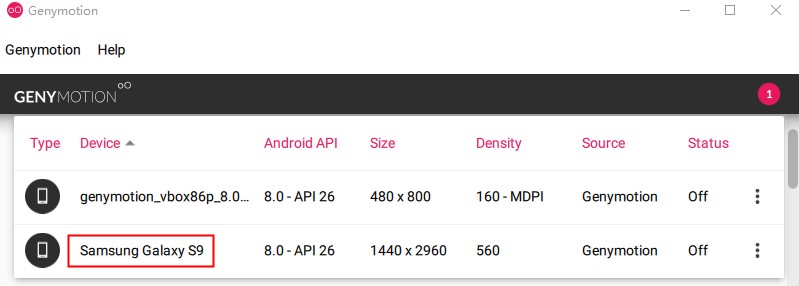 Genymotion
Genymotion Help
GENYMOTION 1
Type Device Android API Size Density Source Status
genymotion_vbox86p_8.0... 8.0 - API 26 480 x 800 160 - MDPI Genymotion Off
Samsung Galaxy S9 8.0 - API 26 1440 x 2960 560 Genymotion Off